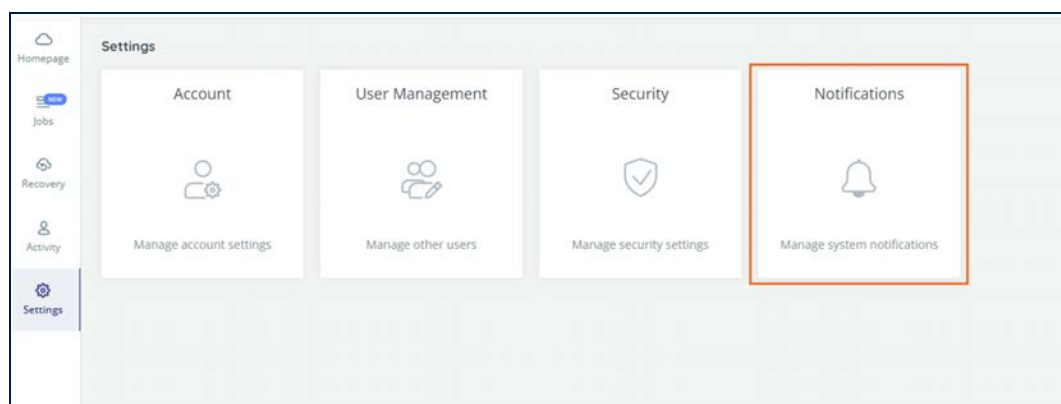 Homepage
NEW
Jobs
Recovery
Activity
Settings
Settings
Account
Manage account settings
User Management
Manage other users
Security
Manage security settings
Notifications
Manage system notifications